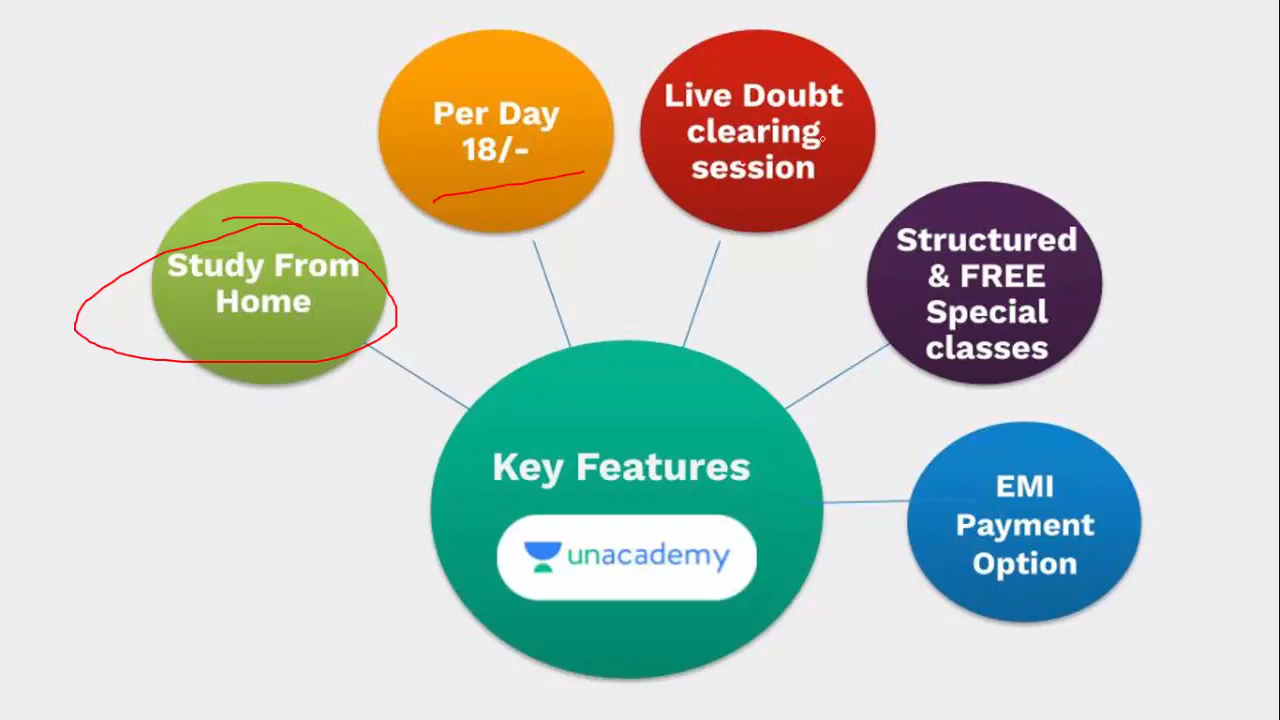 Per Day
18/-
Live Doubt
clearing
session
Study From
Home
Structured
& FREE
Special
classes
Key Features
unacademy
EMI
Payment
Option